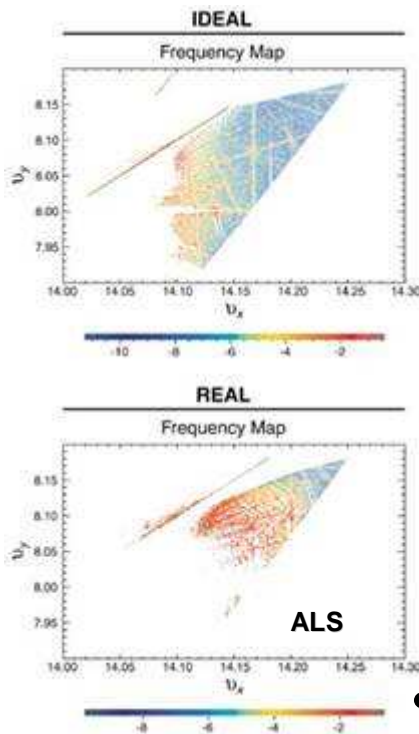 IDEAL
Frequency Map
8.15
8.10
8.05
8.00
7.95
υy
14.00 14.05 14.10 14.15 14.20 14.25 14.30
υx
-10 -8 -6 -4 -2
REAL
Frequency Map
8.15
8.10
8.05
8.00
7.95
υy
ALS
14.00 14.05 14.10 14.15 14.20 14.25 14.30
υx
-8 -6 -4 -2